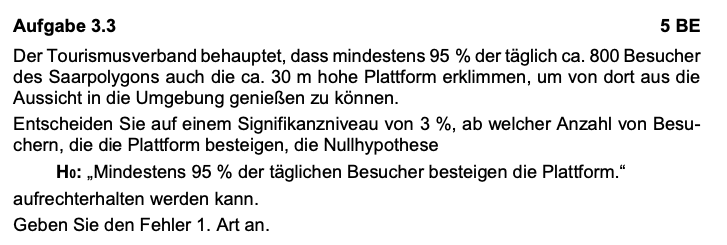 Aufgabe 3.3 5 BE
Der Tourismusverband behauptet, dass mindestens 95 % der täglich ca. 800 Besucher
des Saarpolygons auch die ca. 30 m hohe Plattform erklimmen, um von dort aus die
Aussicht in die Umgebung genießen zu können.
Entscheiden Sie auf einem Signifikanzniveau von 3 %, ab welcher Anzahl von Besu-
chern, die die Plattform besteigen, die Nullhypothese
H₀: „Mindestens 95 % der täglichen Besucher besteigen die Plattform.“
aufrechterhalten werden kann.
Geben Sie den Fehler 1. Art an.